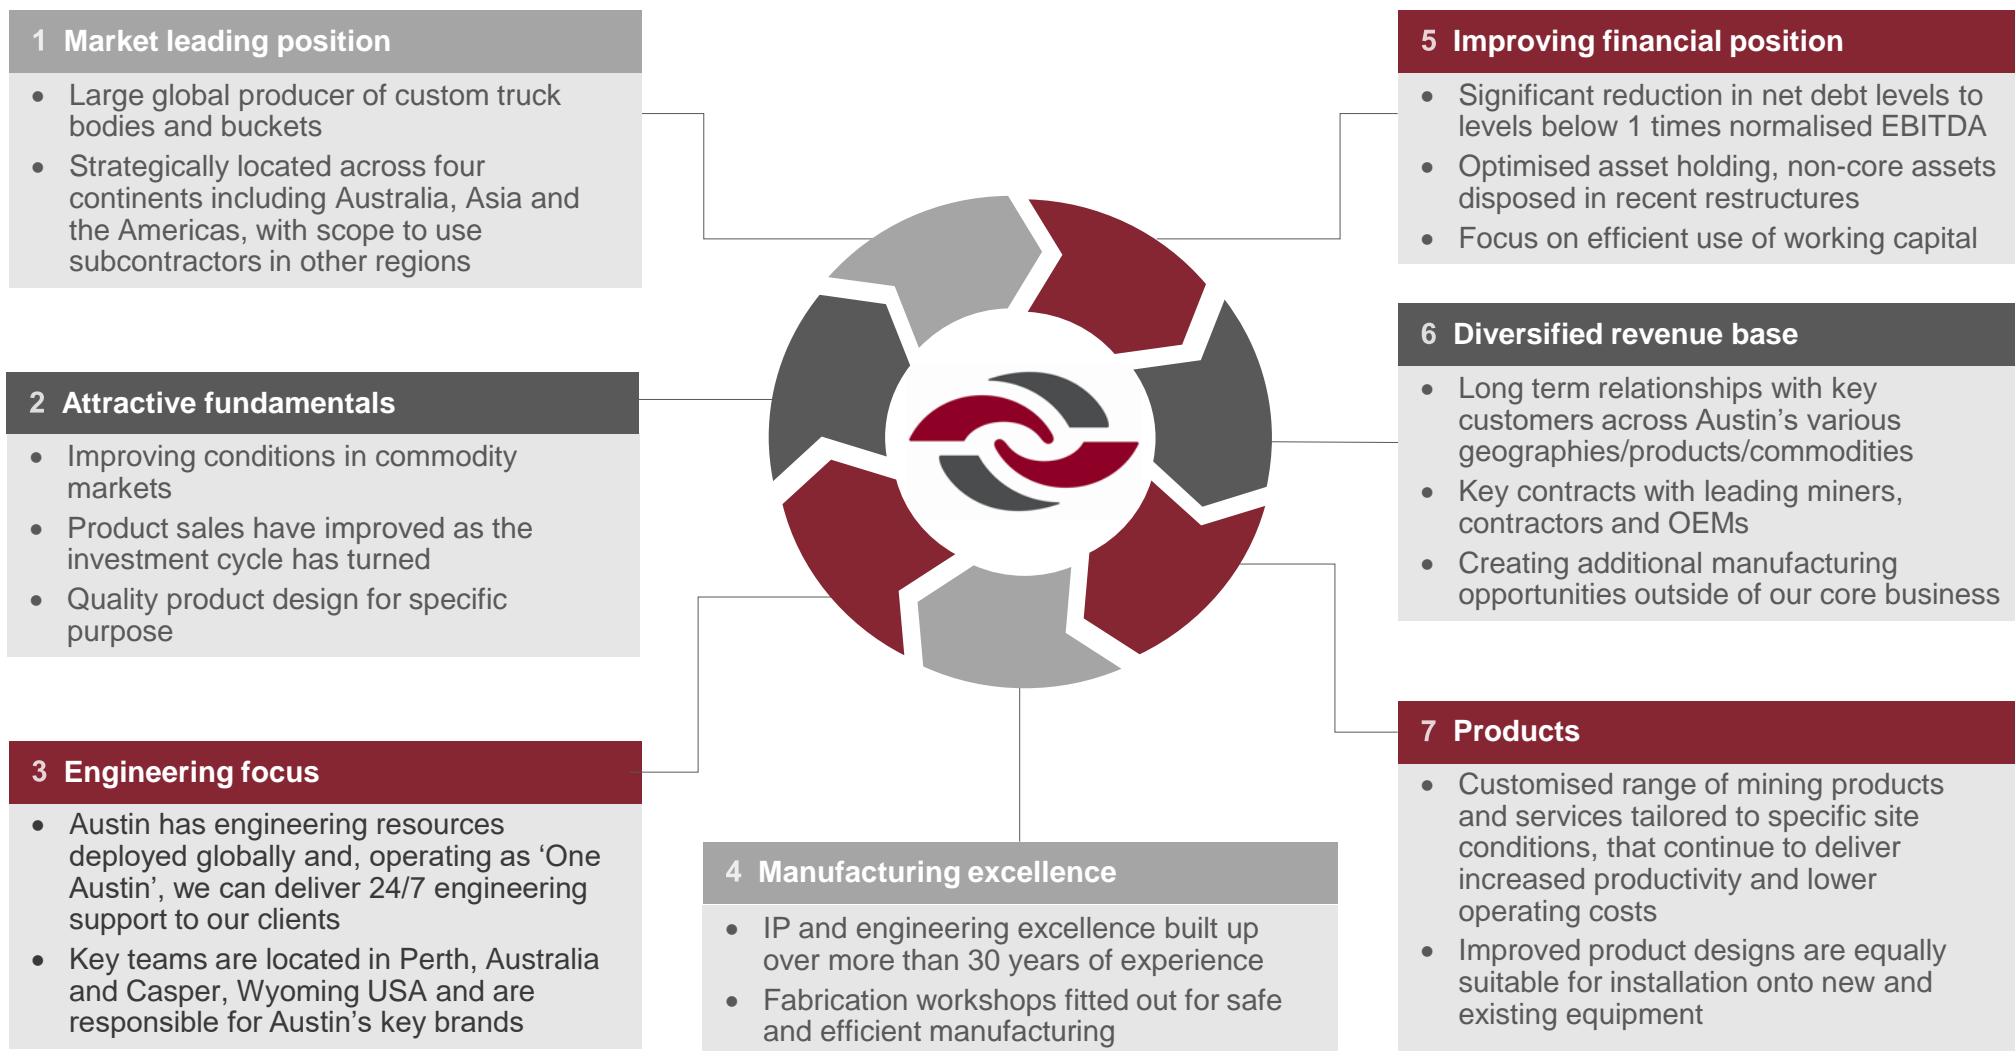 1 Market leading position
• Large global producer of custom truck
bodies and buckets
• Strategically located across four
continents including Australia, Asia and
the Americas, with scope to use
subcontractors in other regions
2 Attractive fundamentals
• Improving conditions in commodity
markets
• Product sales have improved as the
investment cycle has turned
• Quality product design for specific
purpose
3 Engineering focus
• Austin has engineering resources
deployed globally and, operating as ‘One
Austin’, we can deliver 24/7 engineering
support to our clients
• Key teams are located in Perth, Australia
and Casper, Wyoming USA and are
responsible for Austin’s key brands
4 Manufacturing excellence
• IP and engineering excellence built up
over more than 30 years of experience
• Fabrication workshops fitted out for safe
and efficient manufacturing
5 Improving financial position
• Significant reduction in net debt levels to
levels below 1 times normalised EBITDA
• Optimised asset holding, non-core assets
disposed in recent restructures
• Focus on efficient use of working capital
6 Diversified revenue base
• Long term relationships with key
customers across Austin’s various
geographies/products/commodities
• Key contracts with leading miners,
contractors and OEMs
• Creating additional manufacturing
opportunities outside of our core business
7 Products
• Customised range of mining products
and services tailored to specific site
conditions, that continue to deliver
increased productivity and lower
operating costs
• Improved product designs are equally
suitable for installation onto new and
existing equipment